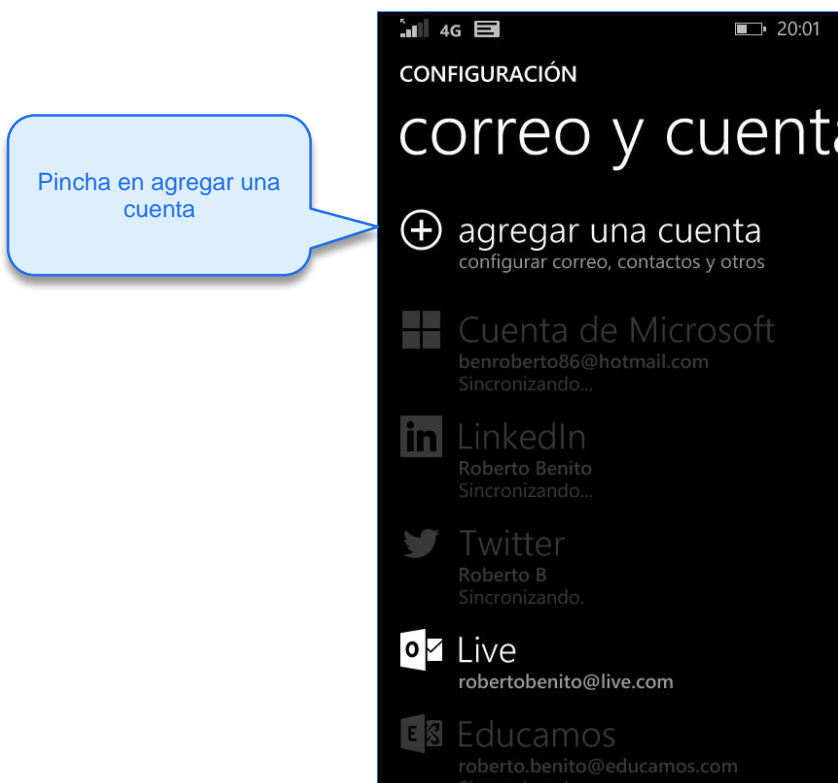 4G
20:01
CONFIGURACIÓN
correo y cuenta
Pincha en agregar una
cuenta
agregar una cuenta
configurar correo, contactos y otros
Cuenta de Microsoft
benroberto86@hotmail.com
Sincronizando...
in LinkedIn
Roberto Benito
Sincronizando...
Twitter
Roberto B
Sincronizando.
Live
robertobenito@live.com
Educamos
roberto.benito@educamos.com